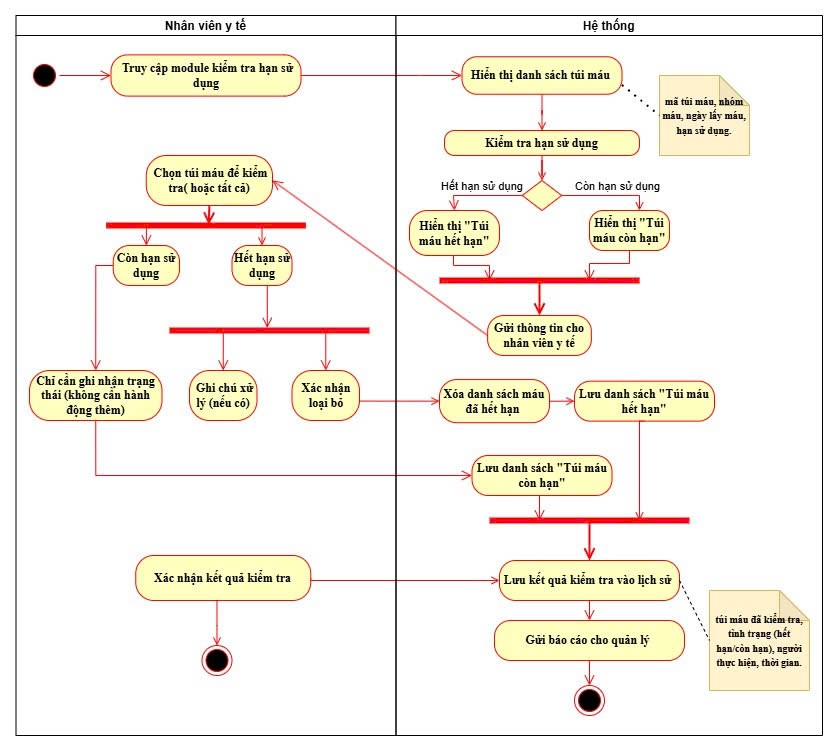 Nhân viên y tế
Hệ thống
Truy cập module kiểm tra hạn sử
dụng
Hiển thị danh sách túi máu
mã túi máu, nhóm
máu, ngày lấy máu,
hạn sử dụng.
Kiểm tra hạn sử dụng
Hết hạn sử dụng
Còn hạn sử dụng
Chọn túi máu để kiểm
tra( hoặc tất cả)
Hiển thị "Túi
máu hết hạn"
Hiển thị "Túi
máu còn hạn"
Còn hạn sử
dụng
Hết hạn sử
dụng
Gửi thông tin cho
nhân viên y tế
Chỉ cần ghi nhận trạng
thái (không cần hành
động thêm)
Ghi chú xử
lý (nếu có)
Xác nhận
loại bỏ
Xóa danh sách máu
đã hết hạn
Lưu danh sách "Túi máu
hết hạn"
Lưu danh sách "Túi máu
còn hạn"
Xác nhận kết quả kiểm tra
Lưu kết quả kiểm tra vào lịch sử
Gửi báo cáo cho quản lý
túi máu đã kiểm tra,
tình trạng (hết
hạn/còn hạn), người
thực hiện, thời gian.